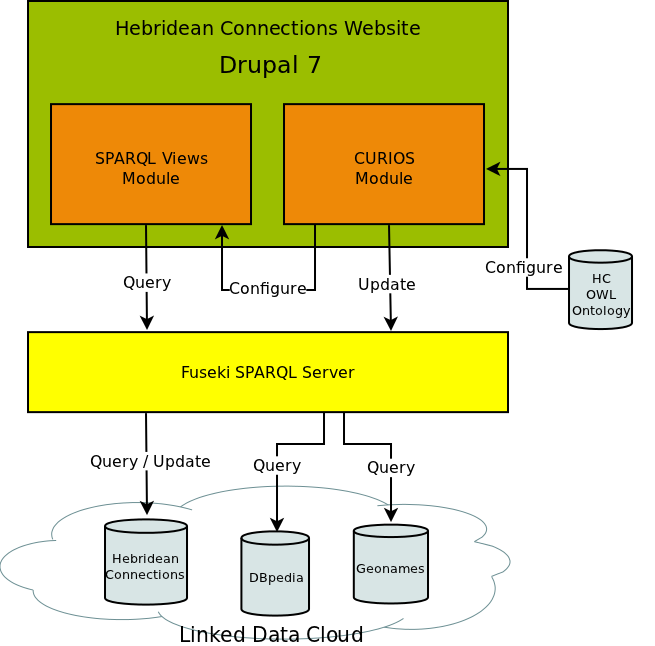 Hebridean Connections Website
Drupal 7
SPARQL Views
Module
CURIOS
Module
Configure
HC
OWL
Ontology
Query
Configure
Update
Fuseki SPARQL Server
Query / Update
Query
Query
Hebridean
Connections
DBpedia
Geonames
Linked Data Cloud